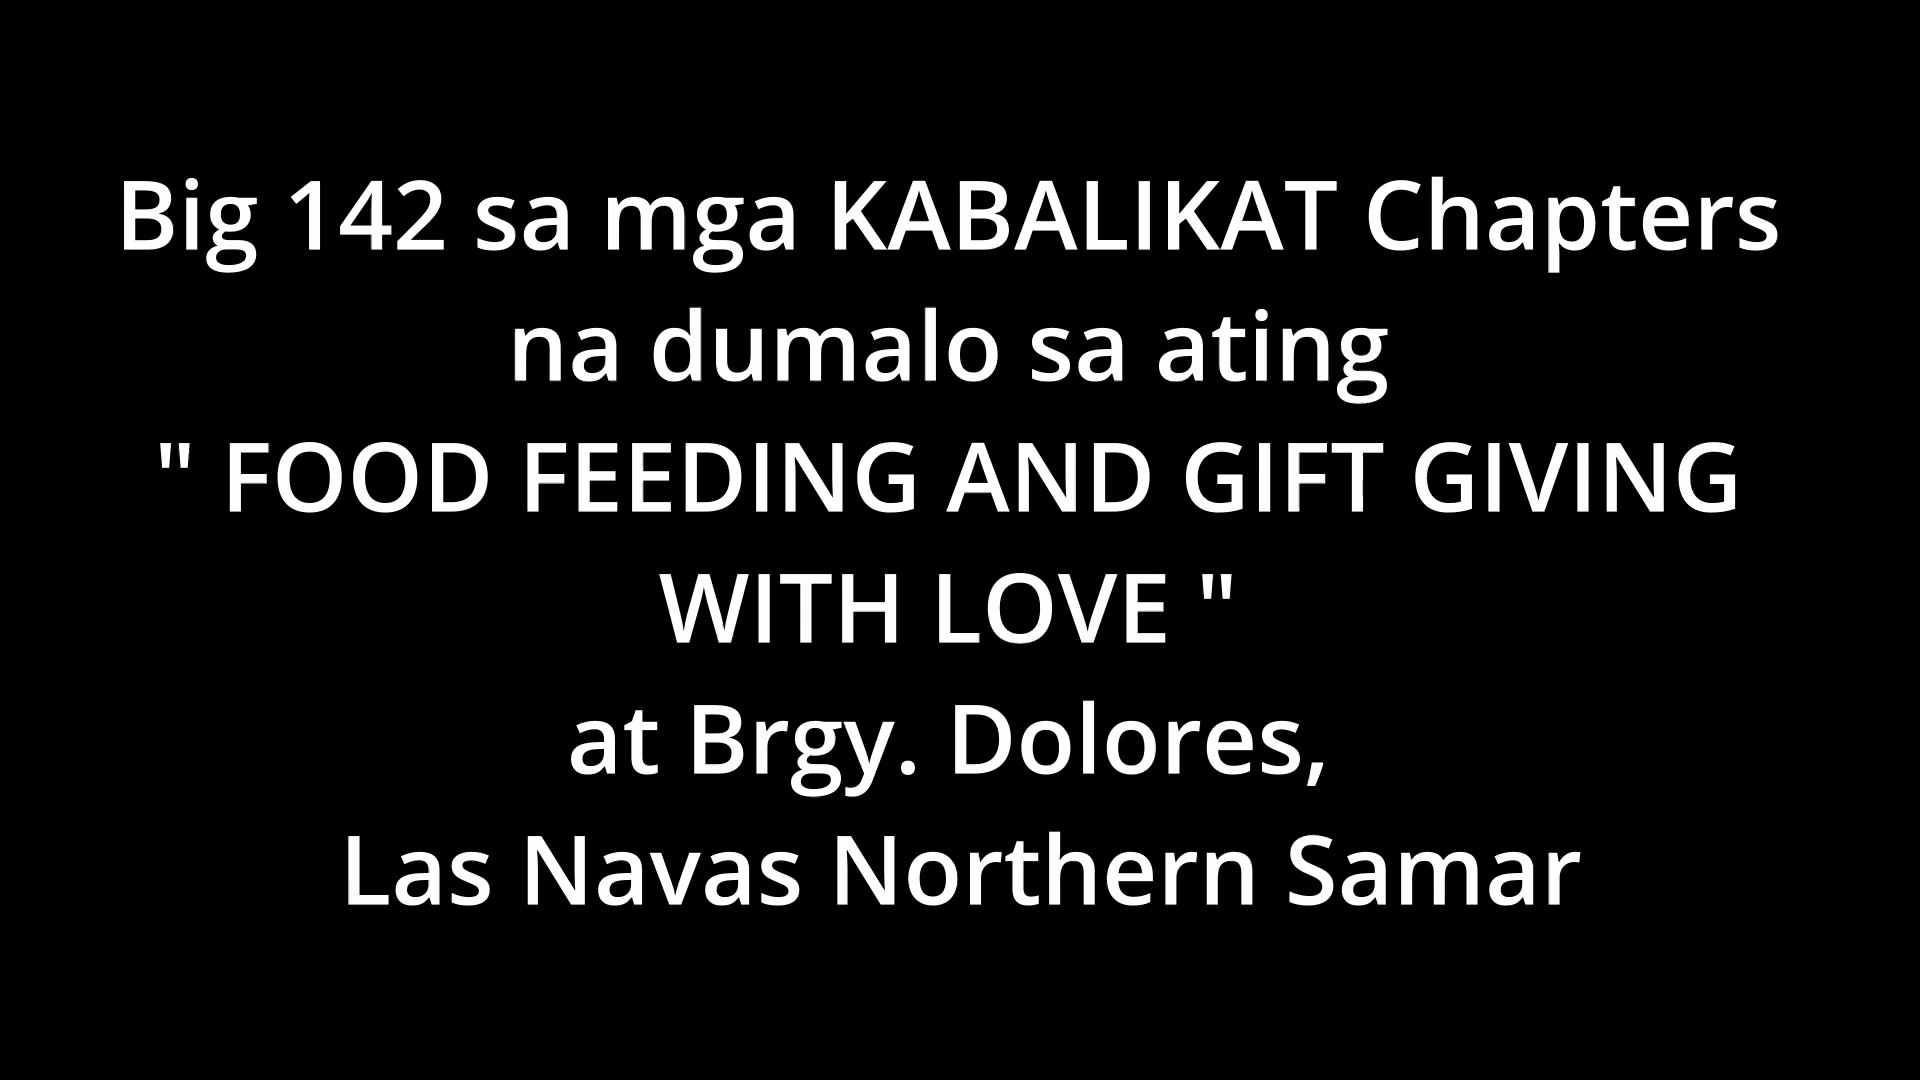 Big 142 sa mga KABALIKAT Chapters
na dumalo sa ating
" FOOD FEEDING AND GIFT GIVING
WITH LOVE "
at Brgy. Dolores,
Las Navas Northern Samar